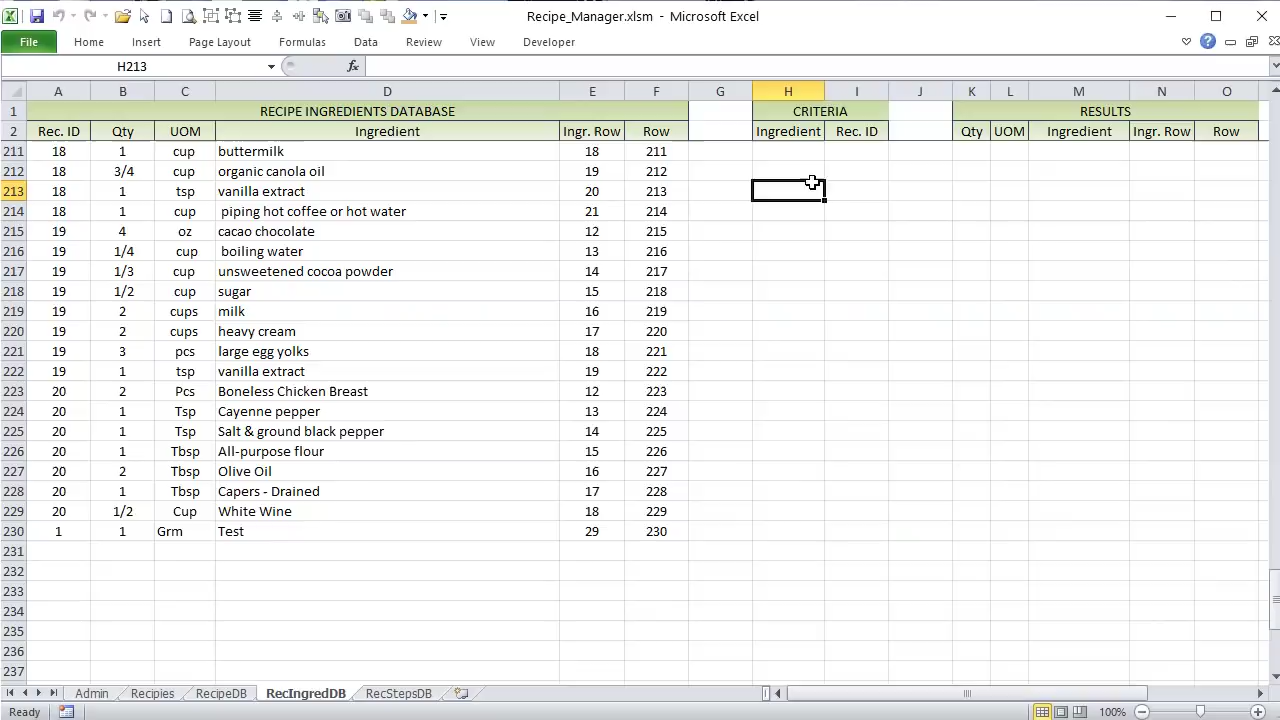 Recipe_Manager.xlsm - Microsoft Excel
File Home Insert Page Layout Formulas Data Review View Developer
H213 fx
A B C D E F G H I J K L M N O
1 RECIPE INGREDIENTS DATABASE CRITERIA RESULTS
2 Rec. ID Qty UOM Ingredient Ingr. Row Row Ingredient Rec. ID Qty UOM Ingredient Ingr. Row Row
211 18 1 cup buttermilk 18 211
212 18 3/4 cup organic canola oil 19 212
213 18 1 tsp vanilla extract 20 213
214 18 1 cup piping hot coffee or hot water 21 214
215 19 4 oz cacao chocolate 12 215
216 19 1/4 cup boiling water 13 216
217 19 1/3 cup unsweetened cocoa powder 14 217
218 19 1/2 cup sugar 15 218
219 19 2 cups milk 16 219
220 19 2 cups heavy cream 17 220
221 19 3 pcs large egg yolks 18 221
222 19 1 tsp vanilla extract 19 222
223 20 2 Pcs Boneless Chicken Breast 12 223
224 20 1 Tsp Cayenne pepper 13 224
225 20 1 Tsp Salt & ground black pepper 14 225
226 20 1 Tbsp All-purpose flour 15 226
227 20 2 Tbsp Olive Oil 16 227
228 20 1 Tbsp Capers - Drained 17 228
229 20 1/2 Cup White Wine 18 229
230 1 1 Grm Test 29 230
231
232
233
234
235
236
237
Admin Recipies RecipeDB RecIngredDB RecStepsDB
Ready 100%